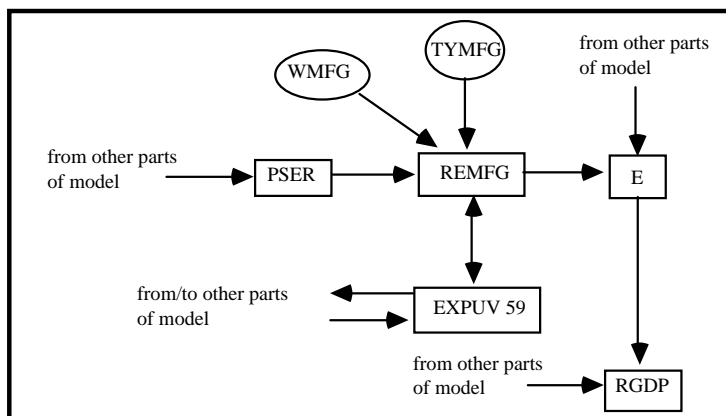 TYMFG
from other parts
of model
WMFG
from other parts
of model
PSER
REMFG
E
from/to other parts
of model
EXPUV 59
from other parts
of model
RGDP